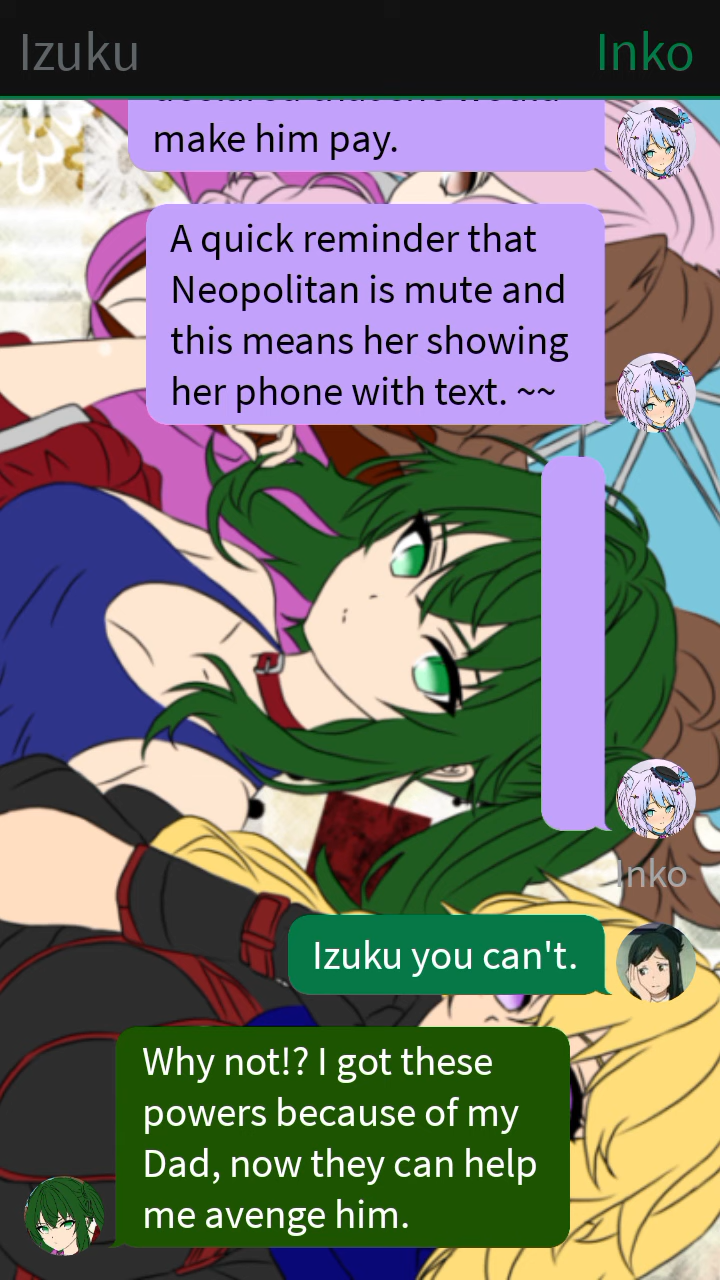 Izuku
Inko
make him pay.
A quick reminder that
Neopolitan is mute and
this means her showing
her phone with text. ~~
Inko
Izuku you can't.
Why not!? I got these
powers because of my
Dad, now they can help
me avenge him.